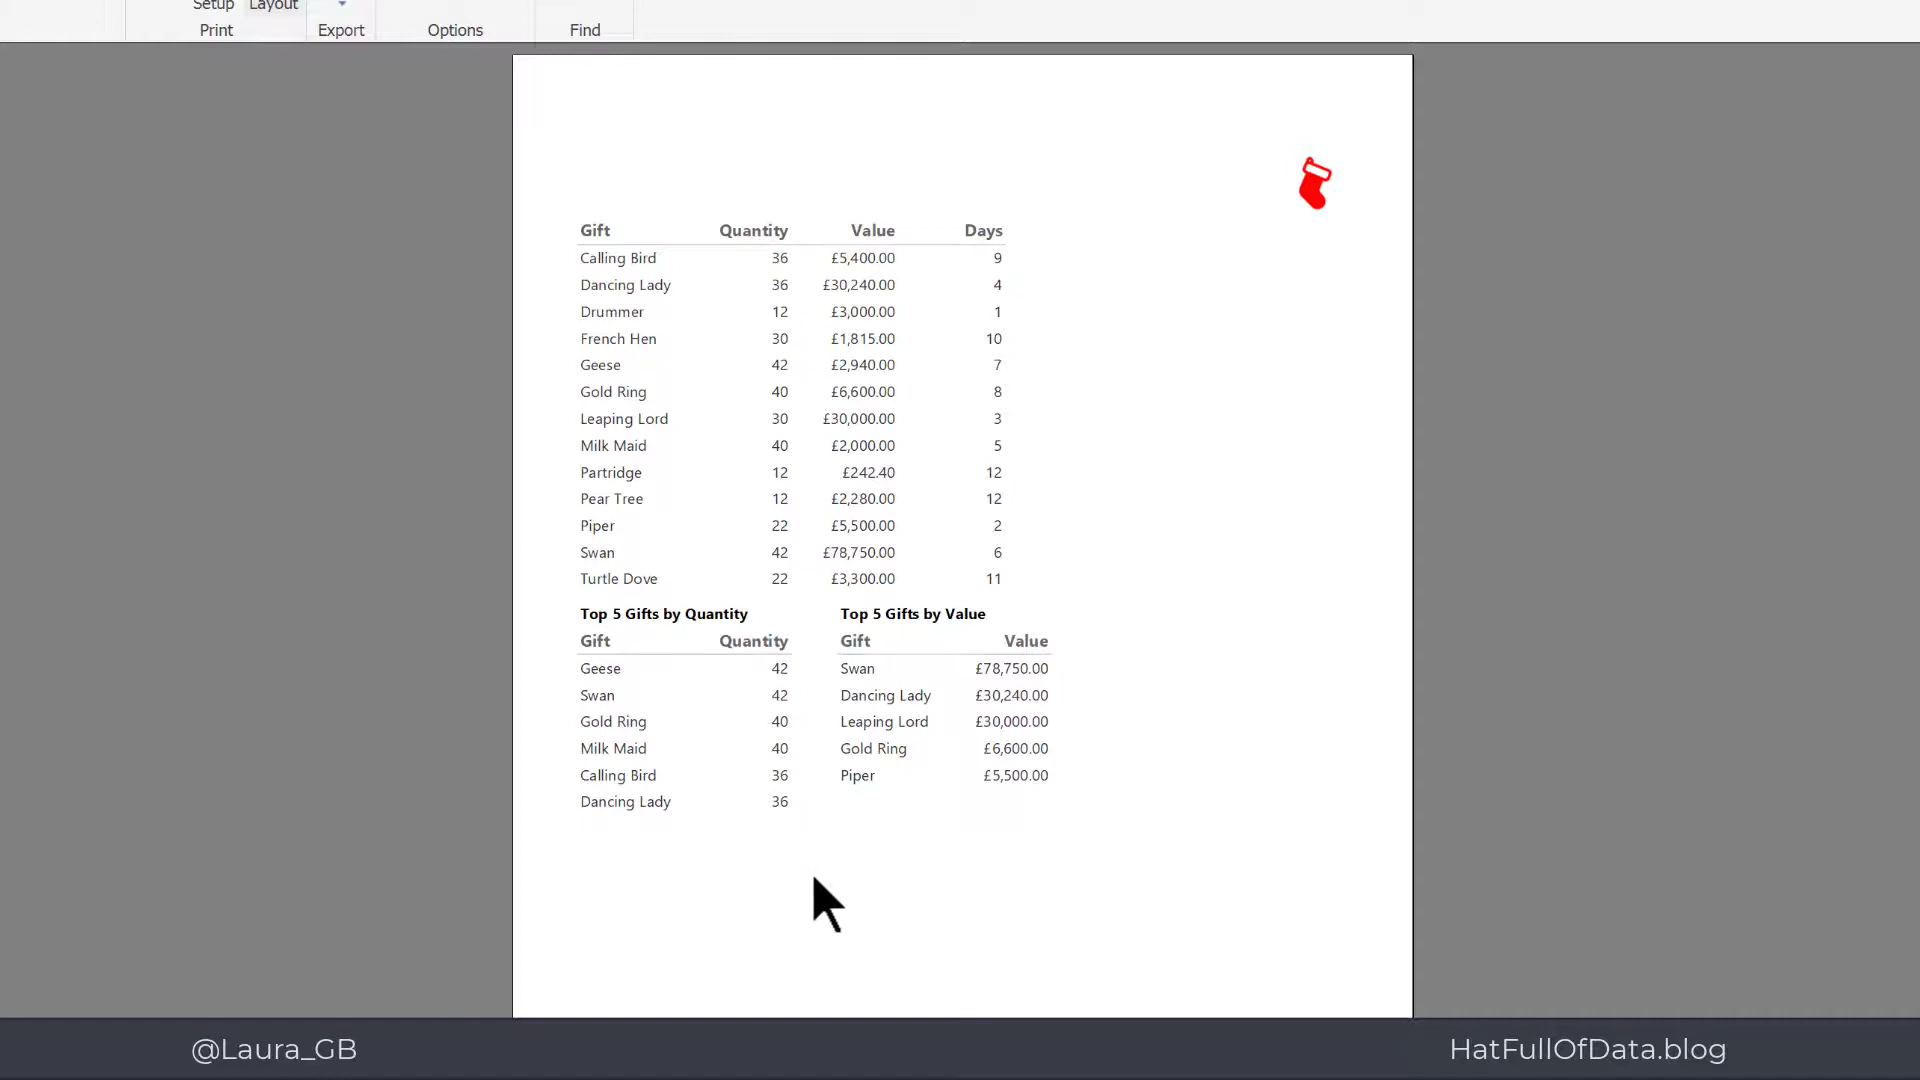 Setup Layout
Print Export Options Find
Gift Quantity Value Days
Calling Bird 36 £5,400.00 9
Dancing Lady 36 £30,240.00 4
Drummer 12 £3,000.00 1
French Hen 30 £1,815.00 10
Geese 42 £2,940.00 7
Gold Ring 40 £6,600.00 8
Leaping Lord 30 £30,000.00 3
Milk Maid 40 £2,000.00 5
Partridge 12 £242.40 12
Pear Tree 12 £2,280.00 12
Piper 22 £5,500.00 2
Swan 42 £78,750.00 6
Turtle Dove 22 £3,300.00 11
Top 5 Gifts by Quantity Top 5 Gifts by Value
Gift Quantity Gift Value
Geese 42 Swan £78,750.00
Swan 42 Dancing Lady £30,240.00
Gold Ring 40 Leaping Lord £30,000.00
Milk Maid 40 Gold Ring £6,600.00
Calling Bird 36 Piper £5,500.00
Dancing Lady 36
@Laura_GB HatFullOfData.blog